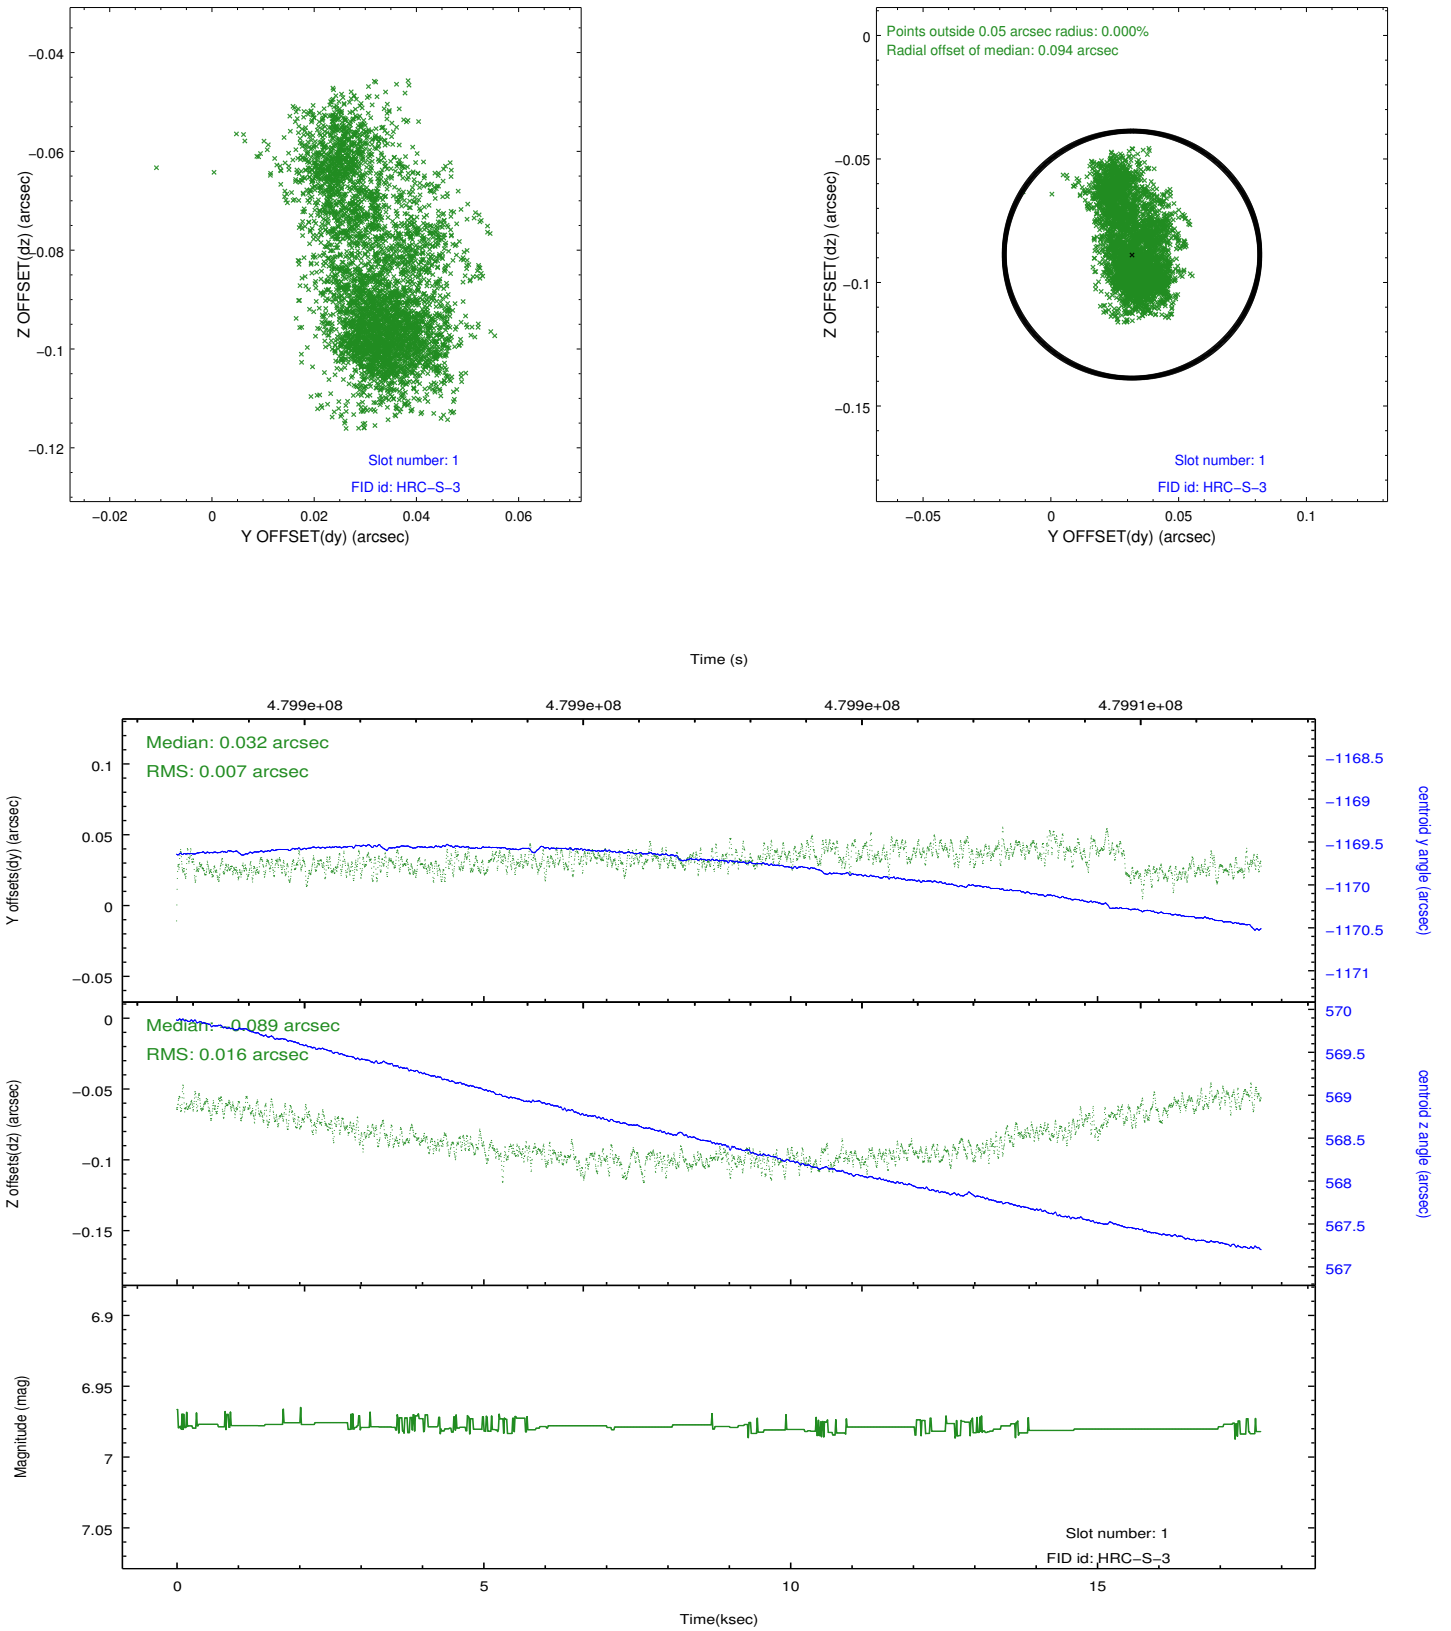 −0.04
−0.06
−0.08
−0.1
−0.12
Z OFFSET(dz) (arcsec)
Slot number: 1
FID id: HRC−S−3
−0.02 0 0.02 0.04 0.06
Y OFFSET(dy) (arcsec)
Points outside 0.05 arcsec radius: 0.000%
Radial offset of median: 0.094 arcsec
0
−0.05
−0.1
−0.15
Z OFFSET(dz) (arcsec)
Slot number: 1
FID id: HRC−S−3
−0.05 0 0.05 0.1
Y OFFSET(dy) (arcsec)
Time (s)
4.799e+08 4.799e+08 4.799e+08 4.7991e+08
Median: 0.032 arcsec
RMS: 0.007 arcsec
0.1
0.05
0
−0.05
Y offsets(dy) (arcsec)
−1168.5
−1169
−1169.5
−1170
−1170.5
−1171
centroid y angle (arcsec)
Median: −0.089 arcsec
RMS: 0.016 arcsec
0
−0.05
−0.1
−0.15
Z offsets(dz) (arcsec)
570
569.5
569
568.5
568
567.5
567
centroid z angle (arcsec)
6.9
6.95
7
7.05
Magnitude (mag)
Slot number: 1
FID id: HRC−S−3
0 5 10 15
Time(ksec)